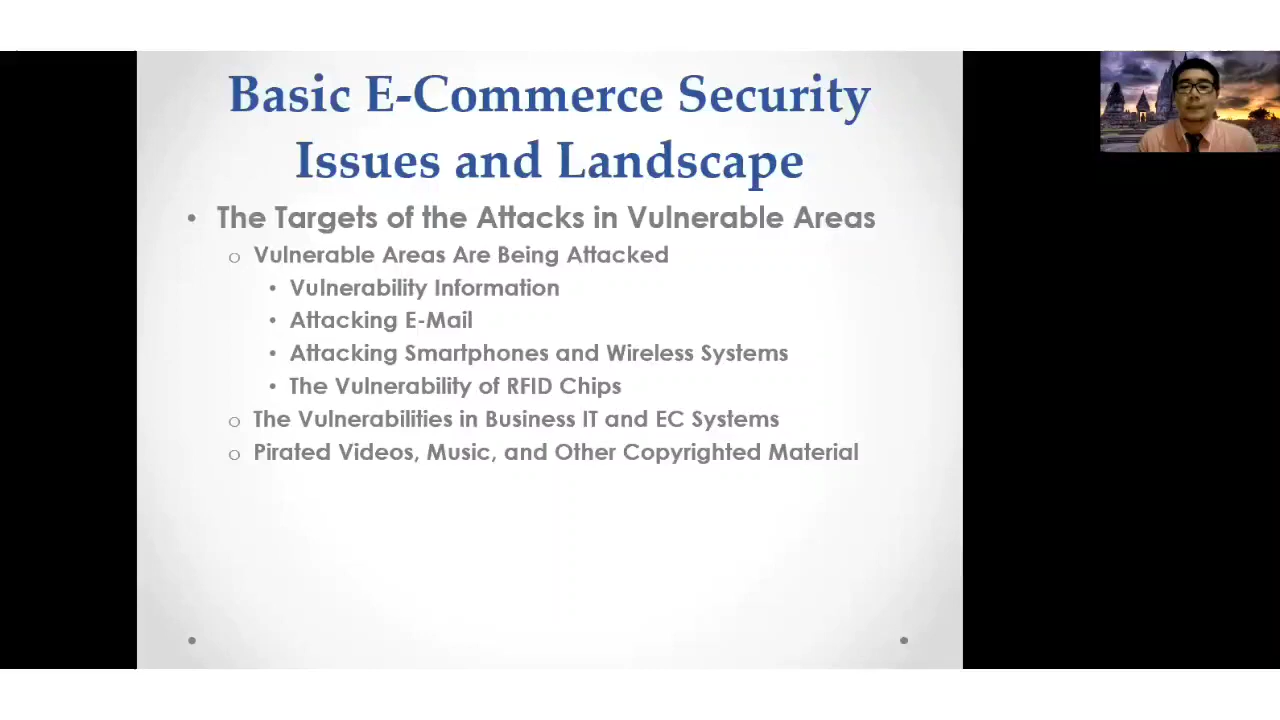 Basic E-Commerce Security
Issues and Landscape
• The Targets of the Attacks in Vulnerable Areas
o Vulnerable Areas Are Being Attacked
• Vulnerability Information
• Attacking E-Mail
• Attacking Smartphones and Wireless Systems
• The Vulnerability of RFID Chips
o The Vulnerabilities in Business IT and EC Systems
o Pirated Videos, Music, and Other Copyrighted Material